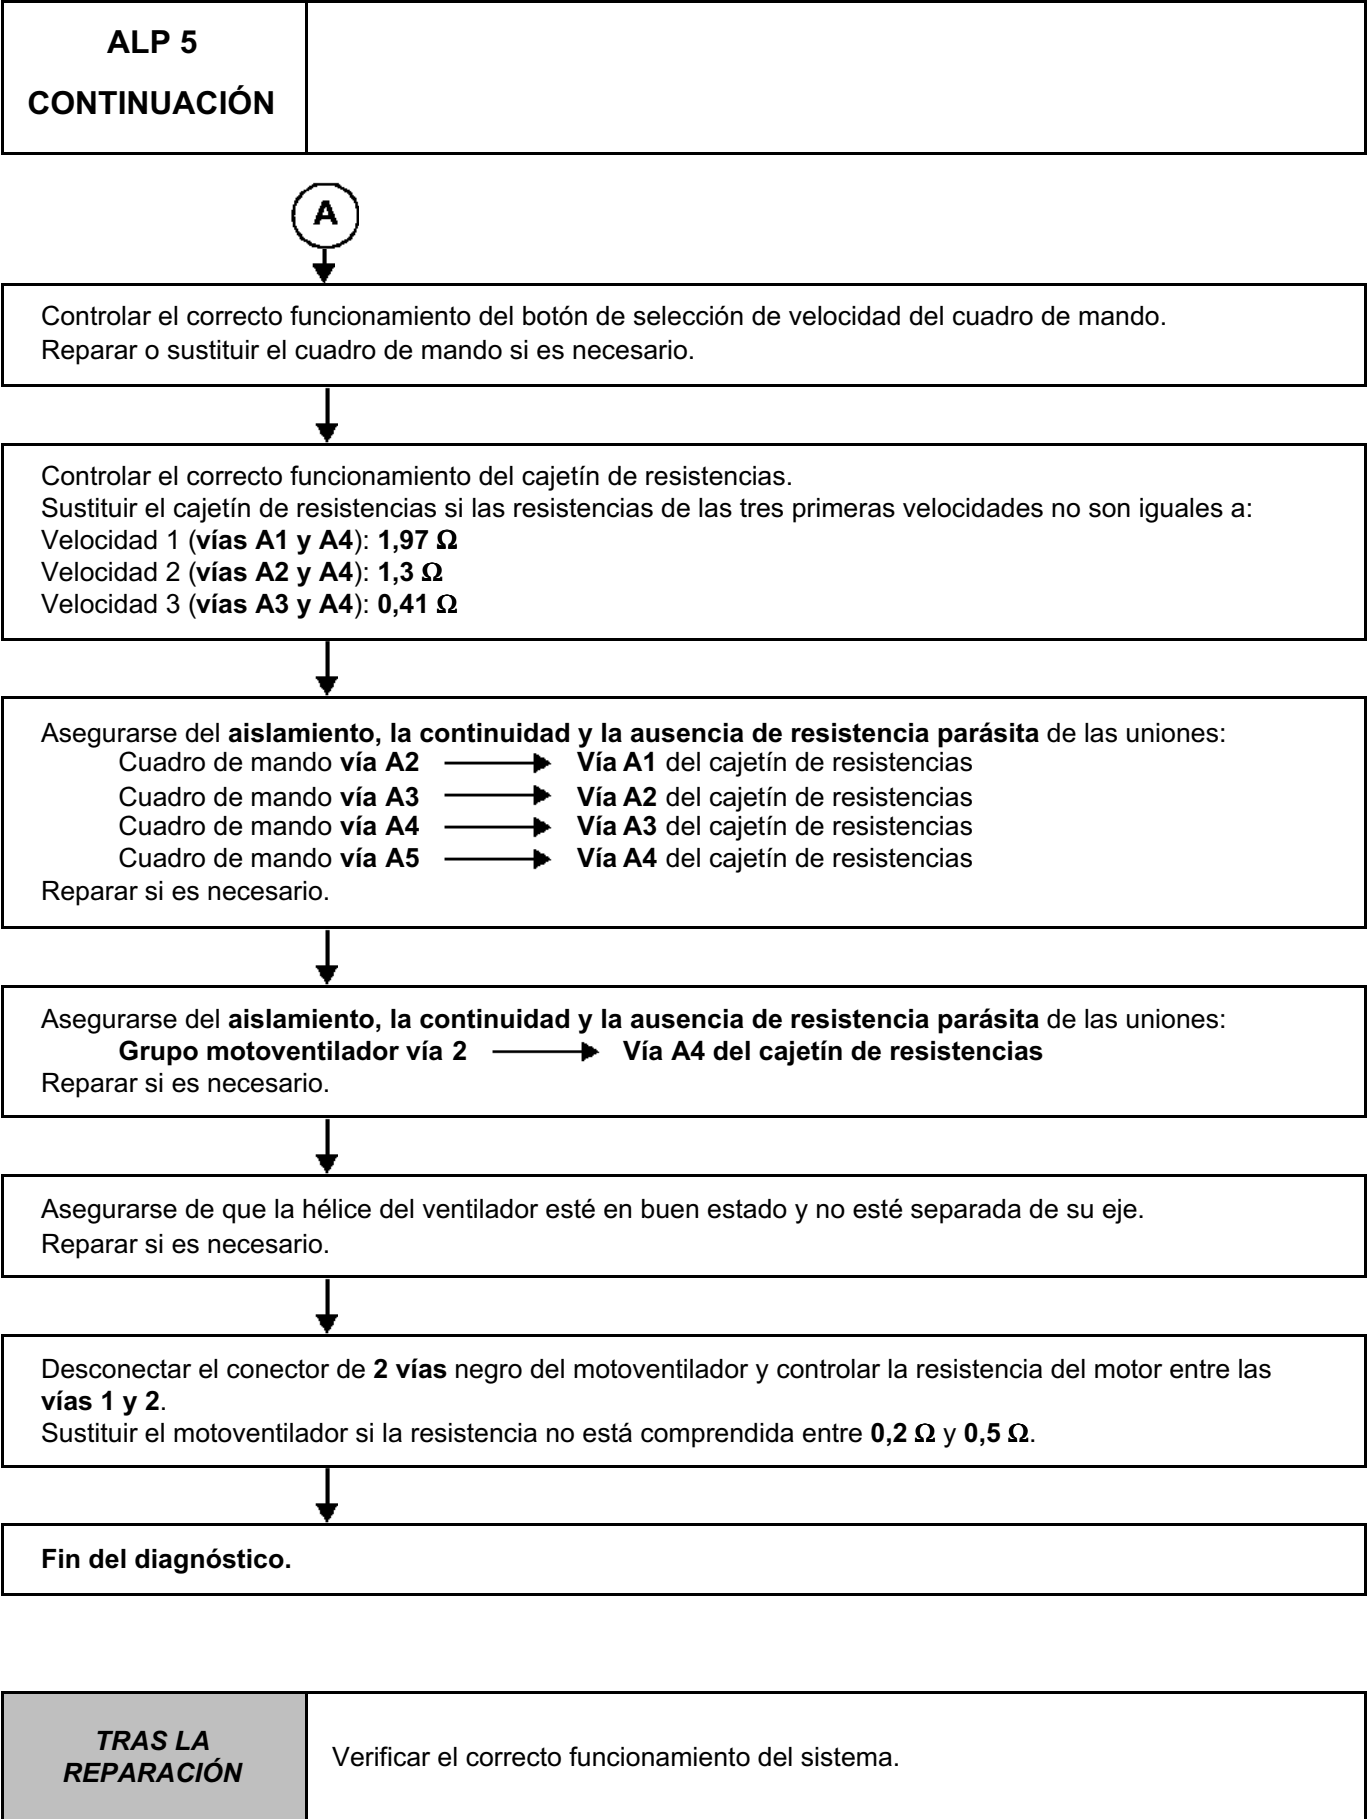 ALP 5
CONTINUACIÓN
A
Controlar el correcto funcionamiento del botón de selección de velocidad del cuadro de mando.
Reparar o sustituir el cuadro de mando si es necesario.
Controlar el correcto funcionamiento del cajetín de resistencias.
Sustituir el cajetín de resistencias si las resistencias de las tres primeras velocidades no son iguales a:
Velocidad 1 (vías A1 y A4): 1,97 Ω
Velocidad 2 (vías A2 y A4): 1,3 Ω
Velocidad 3 (vías A3 y A4): 0,41 Ω
Asegurarse del aislamiento, la continuidad y la ausencia de resistencia parásita de las uniones:
Cuadro de mando vía A2 Vía A1 del cajetín de resistencias
Cuadro de mando vía A3 Vía A2 del cajetín de resistencias
Cuadro de mando vía A4 Vía A3 del cajetín de resistencias
Cuadro de mando vía A5 Vía A4 del cajetín de resistencias
Reparar si es necesario.
Asegurarse del aislamiento, la continuidad y la ausencia de resistencia parásita de las uniones:
Grupo motoventilador vía 2 Vía A4 del cajetín de resistencias
Reparar si es necesario.
Asegurarse de que la hélice del ventilador esté en buen estado y no esté separada de su eje.
Reparar si es necesario.
Desconectar el conector de 2 vías negro del motoventilador y controlar la resistencia del motor entre las
vías 1 y 2.
Sustituir el motoventilador si la resistencia no está comprendida entre 0,2 Ω y 0,5 Ω.
Fin del diagnóstico.
TRAS LA
REPARACIÓN
Verificar el correcto funcionamiento del sistema.